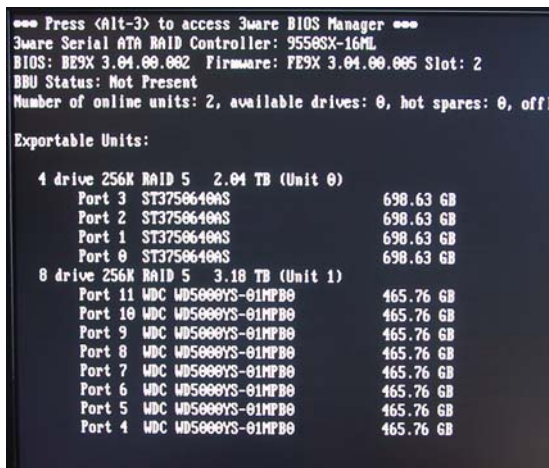 *** Press <Alt-3> to access 3ware BIOS Manager ***
3ware Serial ATA RAID Controller: 9550SX-16ML
BIOS: BE9X 3.04.00.002 Firmware: FE9X 3.04.00.005 Slot: 2
BBU Status: Not Present
Number of online units: 2, available drives: 0, hot spares: 0, offl
Exportable Units:
4 drive 256K RAID 5 2.04 TB (Unit 0)
Port 3 ST3750640AS 698.63 GB
Port 2 ST3750640AS 698.63 GB
Port 1 ST3750640AS 698.63 GB
Port 0 ST3750640AS 698.63 GB
8 drive 256K RAID 5 3.18 TB (Unit 1)
Port 11 WDC WD5000YS-01MPB0 465.76 GB
Port 10 WDC WD5000YS-01MPB0 465.76 GB
Port 9 WDC WD5000YS-01MPB0 465.76 GB
Port 8 WDC WD5000YS-01MPB0 465.76 GB
Port 7 WDC WD5000YS-01MPB0 465.76 GB
Port 6 WDC WD5000YS-01MPB0 465.76 GB
Port 5 WDC WD5000YS-01MPB0 465.76 GB
Port 4 WDC WD5000YS-01MPB0 465.76 GB